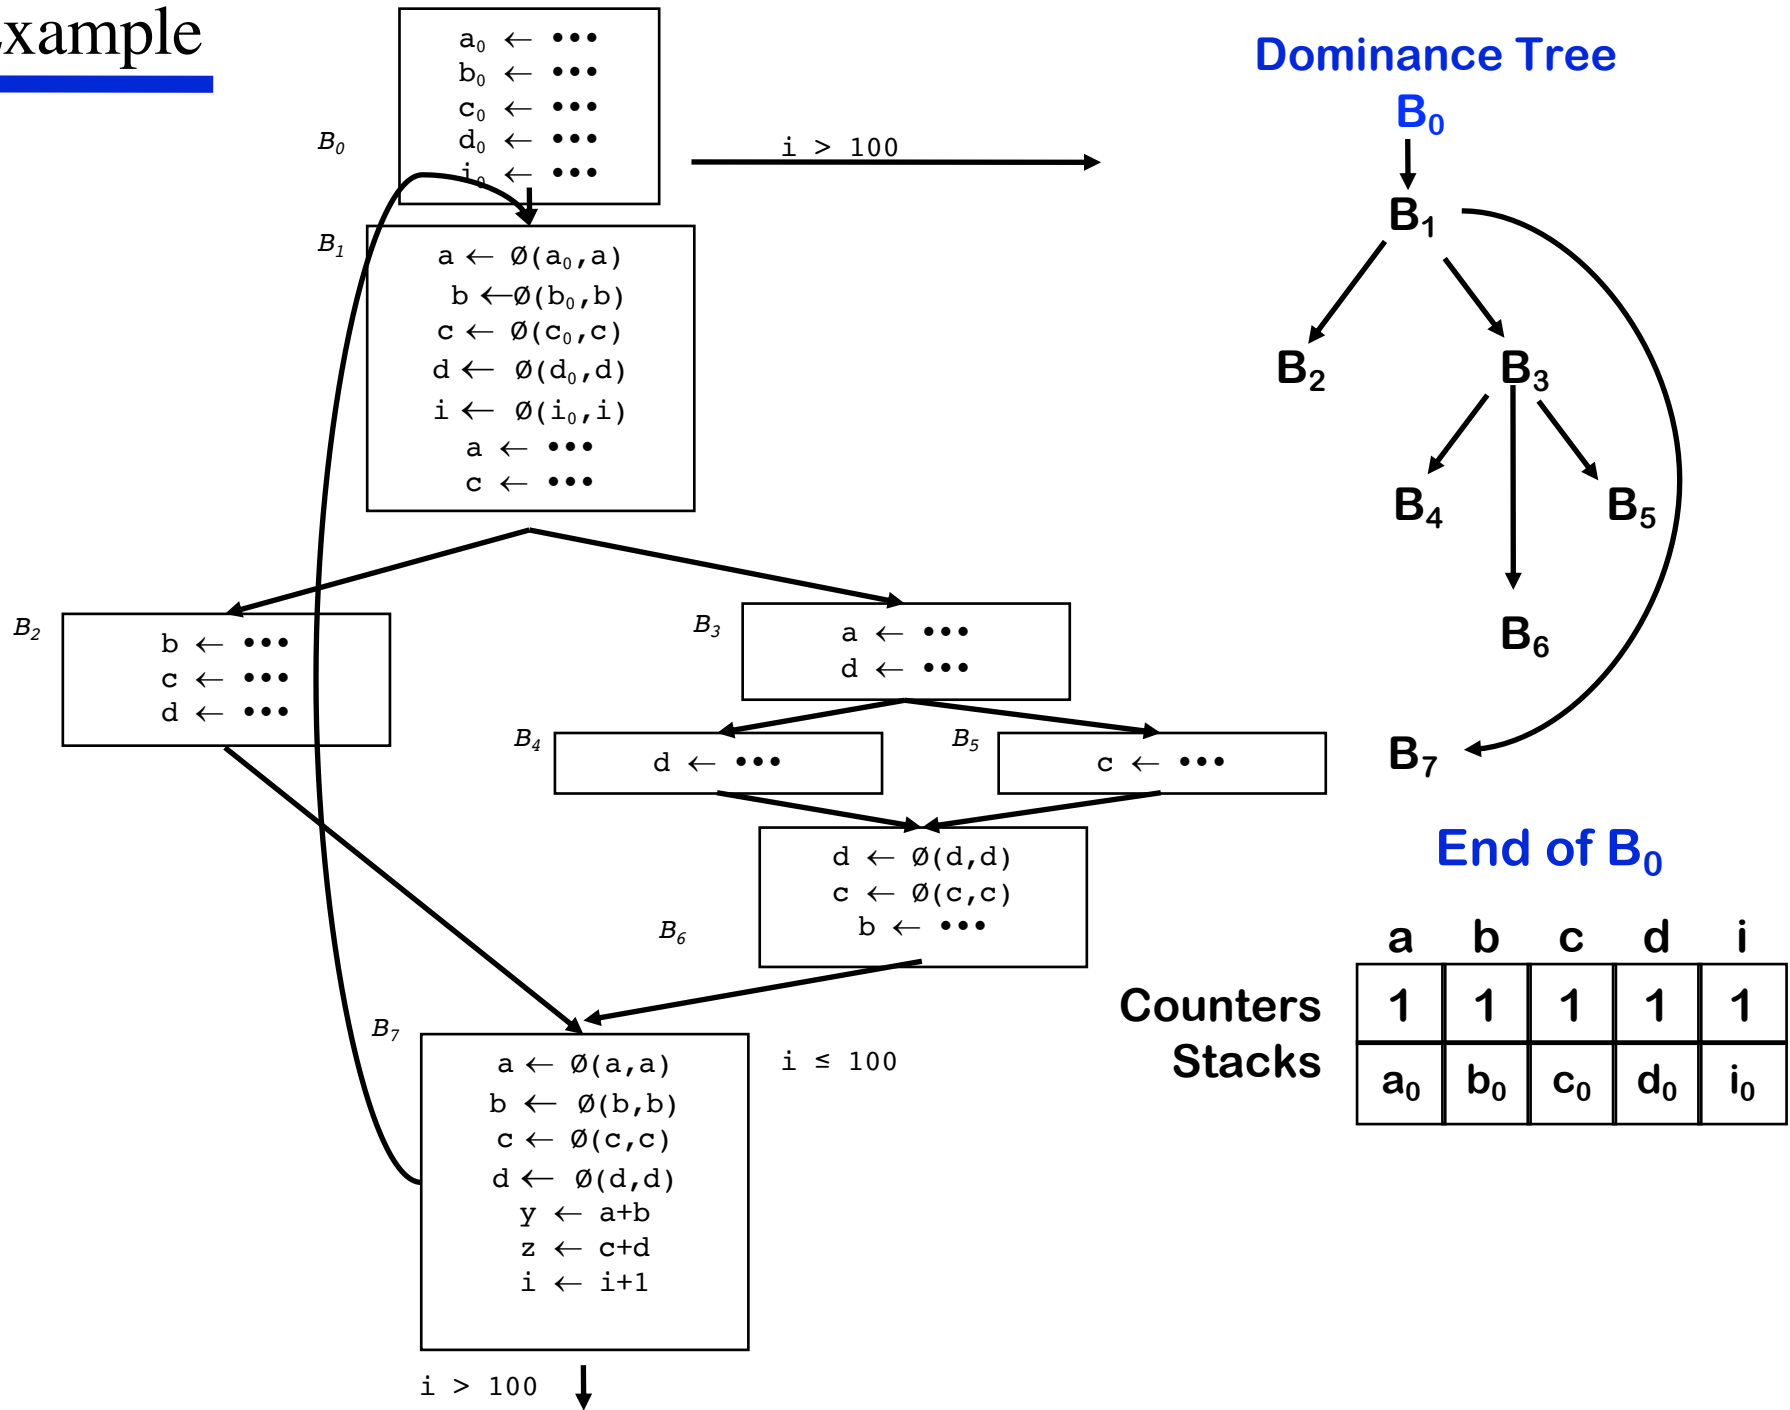 xample
B₀
a₀ ← •••
b₀ ← •••
c₀ ← •••
d₀ ← •••
i₀ ← •••
i > 100
B₁
a ← Ø(a₀,a)
b ←Ø(b₀,b)
c ← Ø(c₀,c)
d ← Ø(d₀,d)
i ← Ø(i₀,i)
a ← •••
c ← •••
B₂
b ← •••
c ← •••
d ← •••
B₃
a ← •••
d ← •••
B₄
d ← •••
B₅
c ← •••
B₆
d ← Ø(d,d)
c ← Ø(c,c)
b ← •••
B₇
a ← Ø(a,a)
b ← Ø(b,b)
c ← Ø(c,c)
d ← Ø(d,d)
y ← a+b
z ← c+d
i ← i+1
i ≤ 100
i > 100
Dominance Tree
B₀
B₁
B₂ B₃
B₄ B₅
B₆
B₇
End of B₀
a b c d i
Counters 1 1 1 1 1
Stacks a₀ b₀ c₀ d₀ i₀